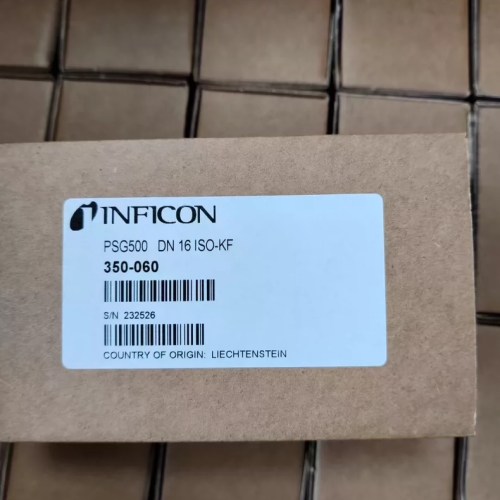 INFICON
PSG500 DN 16 ISO-KF
350-060
S/N 232526
COUNTRY OF ORIGIN: LIECHTENSTEIN